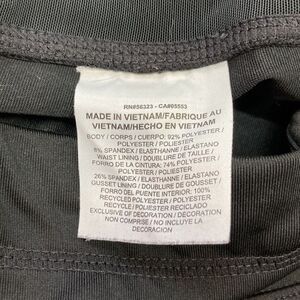 RN#56323 - CA#05553
MADE IN VIETNAM/FABRIQUE AU
VIETNAM/HECHO EN VIETNAM
BODY / CORPS / CUERPO: 92% POLYESTER /
POLYESTER / POLIESTER
8% SPANDEX / ELASTHANNE / ELASTANO
WAIST LINING / DOUBLURE DE TAILLE /
FORRO DE LA CINTURA: 74% POLYESTER /
POLYESTER / POLIESTER
26% SPANDEX / ELASTHANNE / ELASTANO
GUSSET LINING / DOUBLURE DU GOUSSET /
FORRO DEL PUENTE INTERIOR: 100%
RECYCLED POLYESTER / POLYESTER
RECYCLÉ / POLIÉSTER RECICLADO
EXCLUSIVE OF DECORATION / DECORATION
NON COMPRISE / NO INCLUYE LA
DECORACION